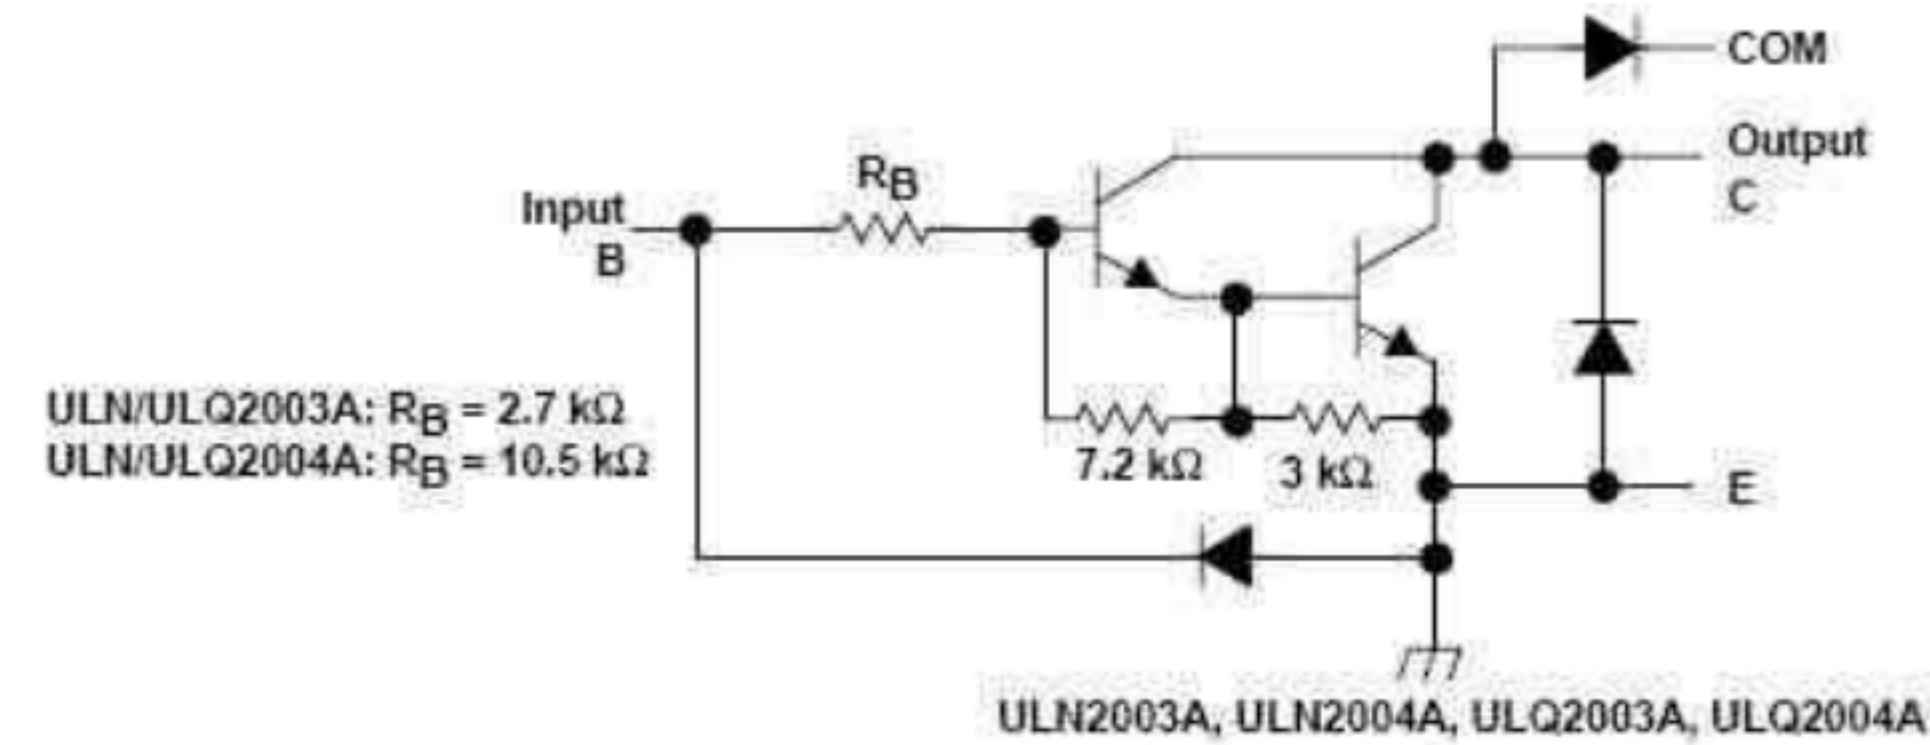 COM
Output
C
RB
Input
B
ULN/ULQ2003A: RB = 2.7 kΩ
ULN/ULQ2004A: RB = 10.5 kΩ
7.2 kΩ
3 kΩ
E
ULN2003A, ULN2004A, ULQ2003A, ULQ2004A